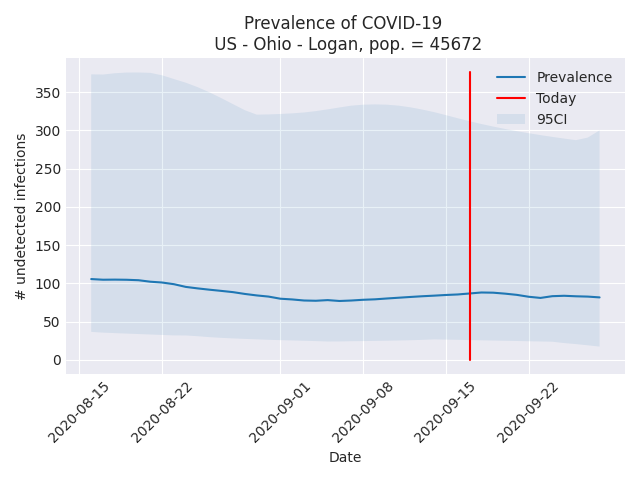 Prevalence of COVID-19
US - Ohio - Logan, pop. = 45672
Prevalence
Today
95CI
# undetected infections
350
300
250
200
150
100
50
0
2020-08-15
2020-08-22
2020-09-01
2020-09-08
2020-09-15
2020-09-22
Date